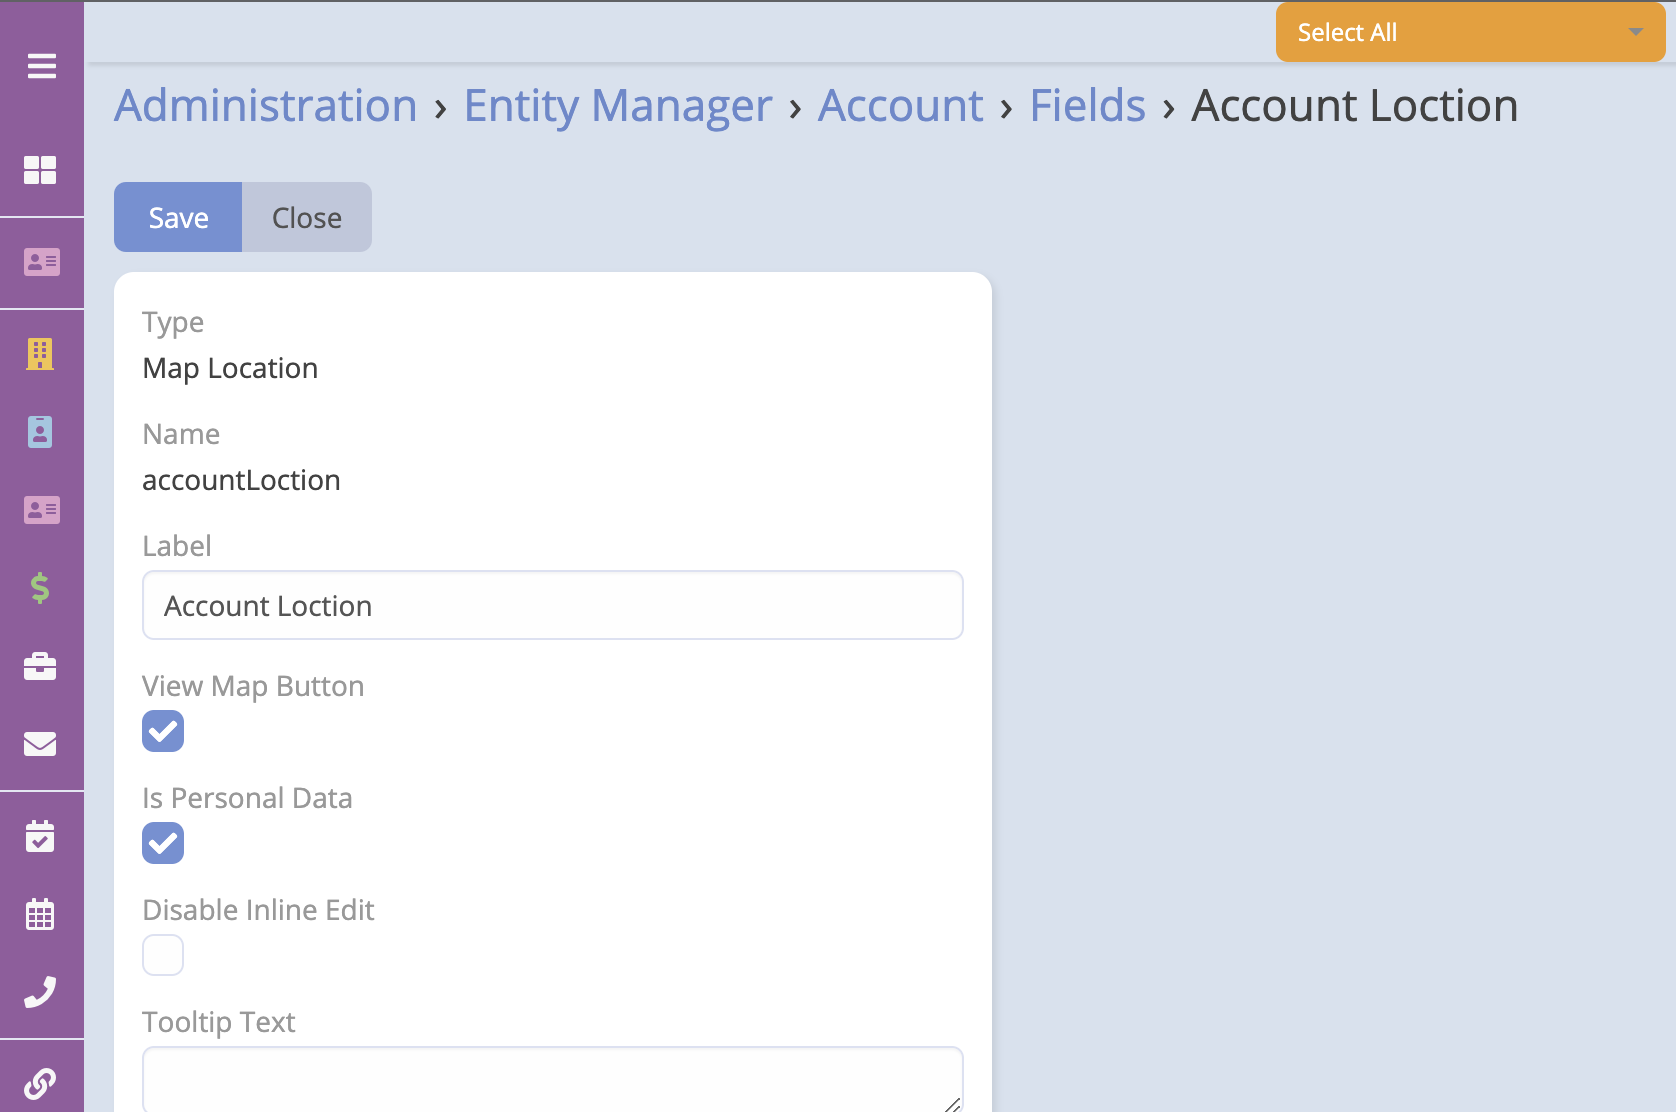 Select All
Administration › Entity Manager › Account › Fields › Account Loction
Save Close
Type
Map Location
Name
accountLoction
Label
Account Loction
View Map Button
Is Personal Data
Disable Inline Edit
Tooltip Text